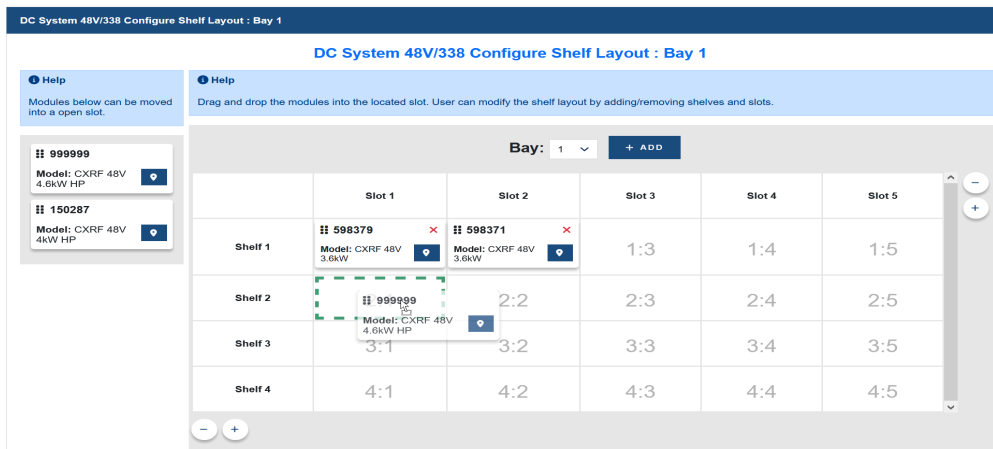 DC System 48V/338 Configure Shelf Layout : Bay 1
DC System 48V/338 Configure Shelf Layout : Bay 1
Help
Modules below can be moved
into a open slot.
Help
Drag and drop the modules into the located slot. User can modify the shelf layout by adding/removing shelves and slots.
999999
Model: CXRF 48V
4.6kW HP
150287
Model: CXRF 48V
4kW HP
Bay: 1 + ADD
Slot 1 Slot 2 Slot 3 Slot 4 Slot 5
Shelf 1
598379
Model: CXRF 48V
3.6kW
598371
Model: CXRF 48V
3.6kW
1:3 1:4 1:5
Shelf 2
999999
Model: CXRF 48V
4.6kW HP
2:2 2:3 2:4 2:5
Shelf 3 3:1 3:2 3:3 3:4 3:5
Shelf 4 4:1 4:2 4:3 4:4 4:5